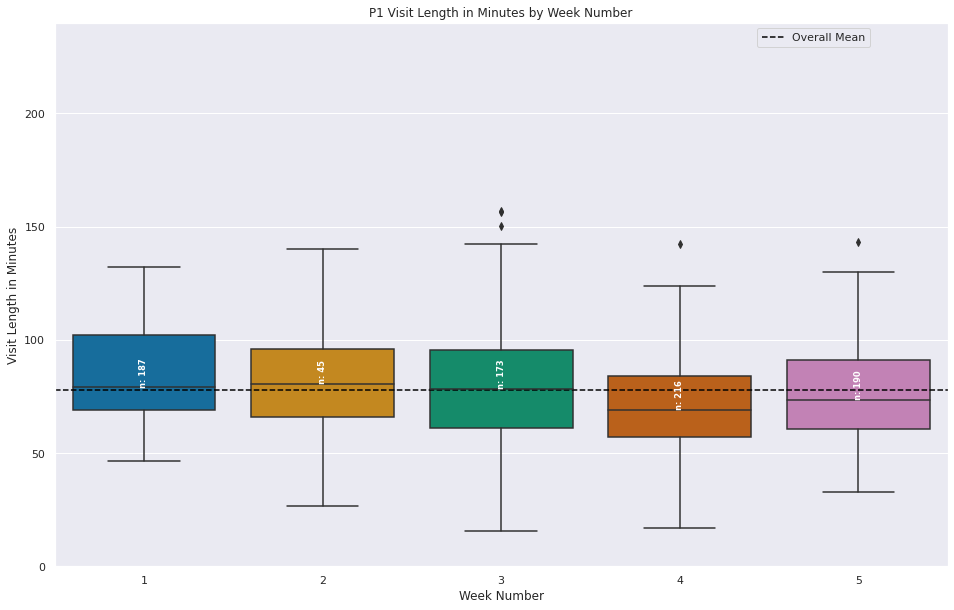 P1 Visit Length in Minutes by Week Number
Overall Mean
200
150
100
50
0
Visit Length in Minutes
n: 187
n: 45
n: 173
n: 216
n: 190
1 2 3 4 5
Week Number